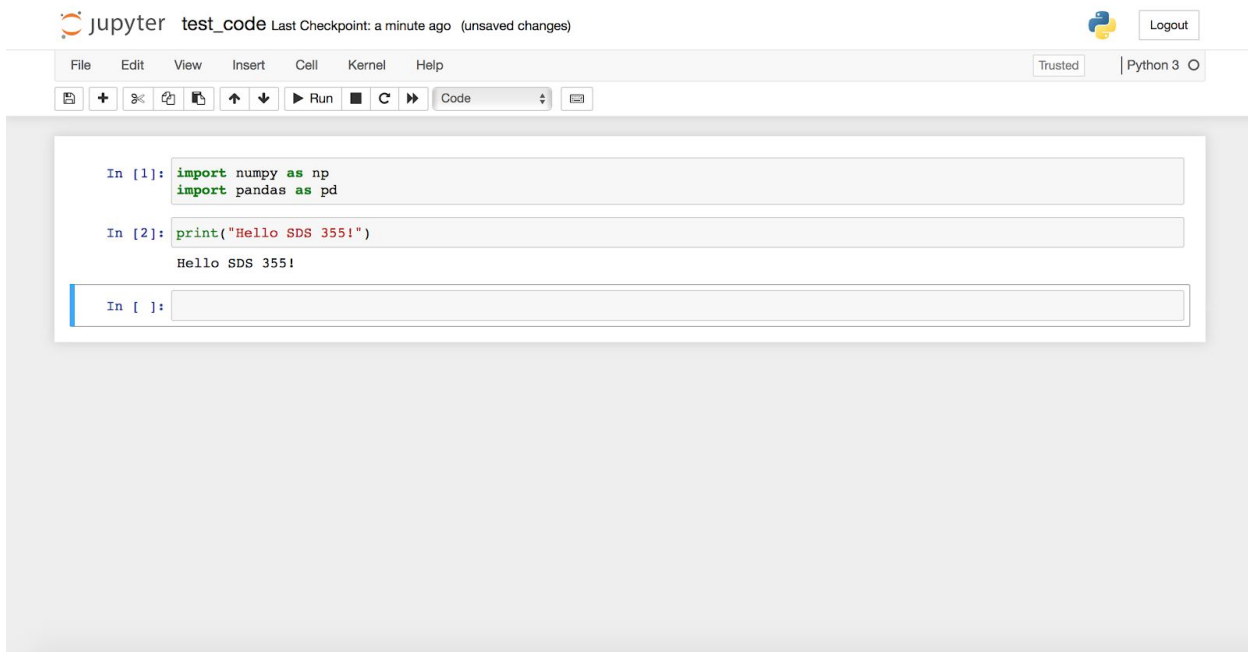 jupyter test_code Last Checkpoint: a minute ago (unsaved changes)
Logout
File Edit View Insert Cell Kernel Help
Trusted
Python 3
Run
Code
In [1]: import numpy as np
import pandas as pd
In [2]: print("Hello SDS 355!")
Hello SDS 355!
In [ ]: